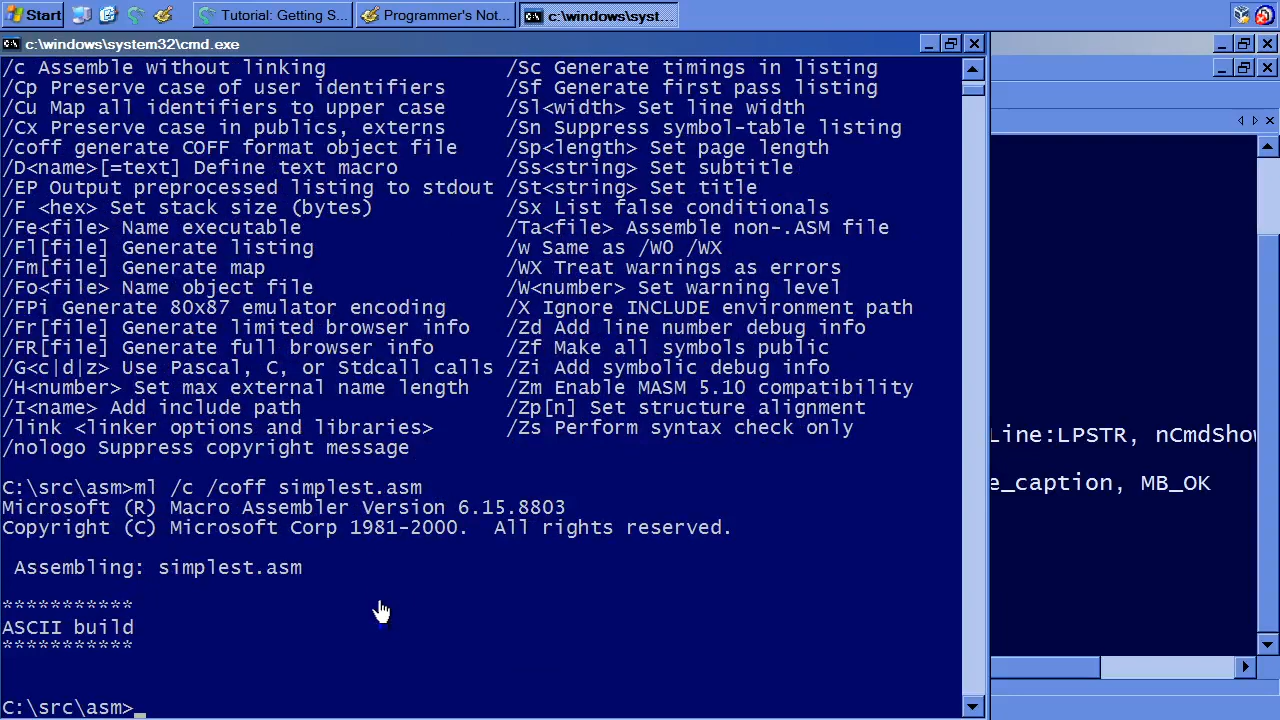 Start
Tutorial: Getting S...
Programmer's Not...
c:\windows\syst...
c:\windows\system32\cmd.exe
/c Assemble without linking /Sc Generate timings in listing
/Cp Preserve case of user identifiers /Sf Generate first pass listing
/Cu Map all identifiers to upper case /Sl<width> Set line width
/Cx Preserve case in publics, externs /Sn Suppress symbol-table listing
/coff generate COFF format object file /Sp<length> Set page length
/D<name>[=text] Define text macro /Ss<string> Set subtitle
/EP Output preprocessed listing to stdout /St<string> Set title
/F <hex> Set stack size (bytes) /Sx List false conditionals
/Fe<file> Name executable /Ta<file> Assemble non-.ASM file
/Fl[file] Generate listing /w Same as /W0 /WX
/Fm[file] Generate map /WX Treat warnings as errors
/Fo<file> Name object file /W<number> Set warning level
/FPi Generate 80x87 emulator encoding /X Ignore INCLUDE environment path
/Fr[file] Generate limited browser info /Zd Add line number debug info
/FR[file] Generate full browser info /Zf Make all symbols public
/G<c|d|z> Use Pascal, C, or Stdcall calls /Zi Add symbolic debug info
/H<number> Set max external name length /Zm Enable MASM 5.10 compatibility
/I<name> Add include path /Zp[n] Set structure alignment
/link <linker options and libraries> /Zs Perform syntax check only
/nologo Suppress copyright message
C:\src\asm>ml /c /coff simplest.asm
Microsoft (R) Macro Assembler Version 6.15.8803
Copyright (C) Microsoft Corp 1981-2000.  All rights reserved.
Assembling: simplest.asm
***********
ASCII build
***********
C:\src\asm>_
Line:LPSTR, nCmdShow
e_caption, MB_OK